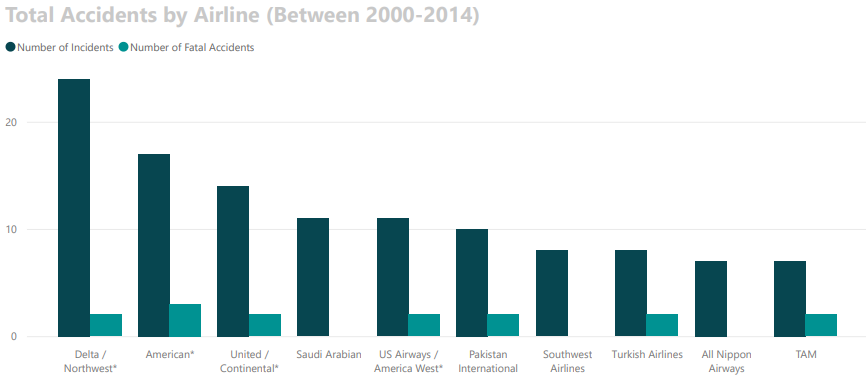 Total Accidents by Airline (Between 2000-2014)
Number of Incidents Number of Fatal Accidents
20
10
0
Delta /
Northwest*
American*
United /
Continental*
Saudi Arabian
US Airways /
America West*
Pakistan
International
Southwest
Airlines
Turkish Airlines
All Nippon
Airways
TAM